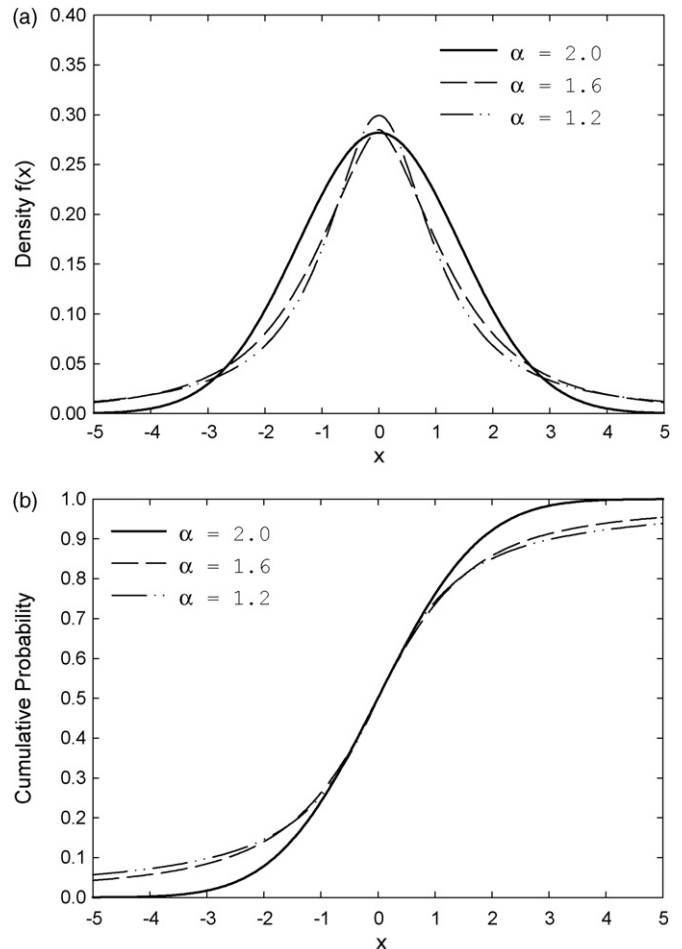 (a)
0.40
0.35
0.30
0.25
0.20
0.15
0.10
0.05
0.00
Density f(x)
α = 2.0
α = 1.6
α = 1.2
-5 -4 -3 -2 -1 0 1 2 3 4 5
x
(b)
1.0
0.9
0.8
0.7
0.6
0.5
0.4
0.3
0.2
0.1
0.0
Cumulative Probability
α = 2.0
α = 1.6
α = 1.2
-5 -4 -3 -2 -1 0 1 2 3 4 5
x